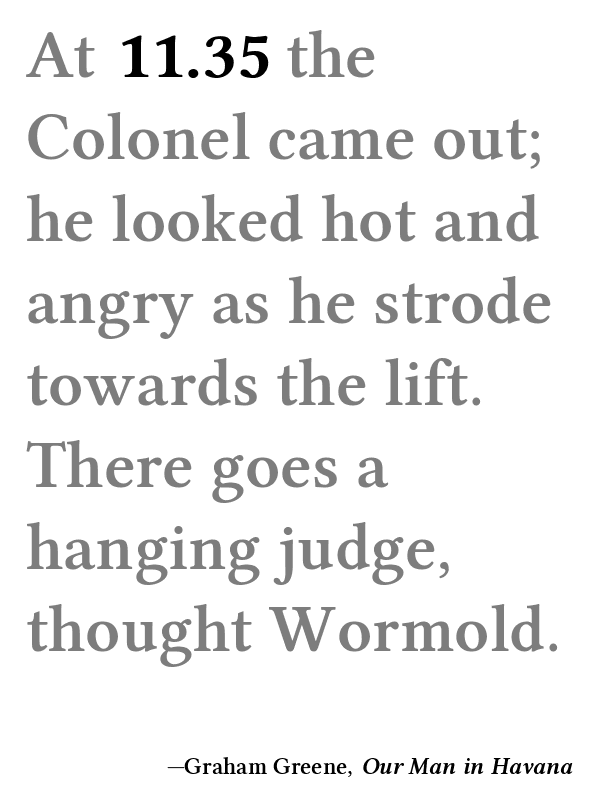 At 11.35 the
Colonel came out;
he looked hot and
angry as he strode
towards the lift.
There goes a
hanging judge,
thought Wormold.
—Graham Greene, Our Man in Havana